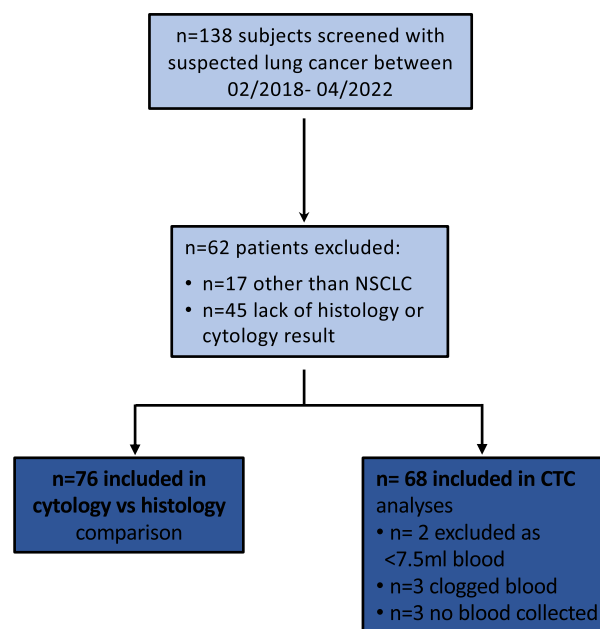 n=138 subjects screened with
suspected lung cancer between
02/2018- 04/2022
n=62 patients excluded:
• n=17 other than NSCLC
• n=45 lack of histology or
cytology result
n=76 included in
cytology vs histology
comparison
n= 68 included in CTC
analyses
• n= 2 excluded as
<7.5ml blood
• n=3 clogged blood
• n=3 no blood collected